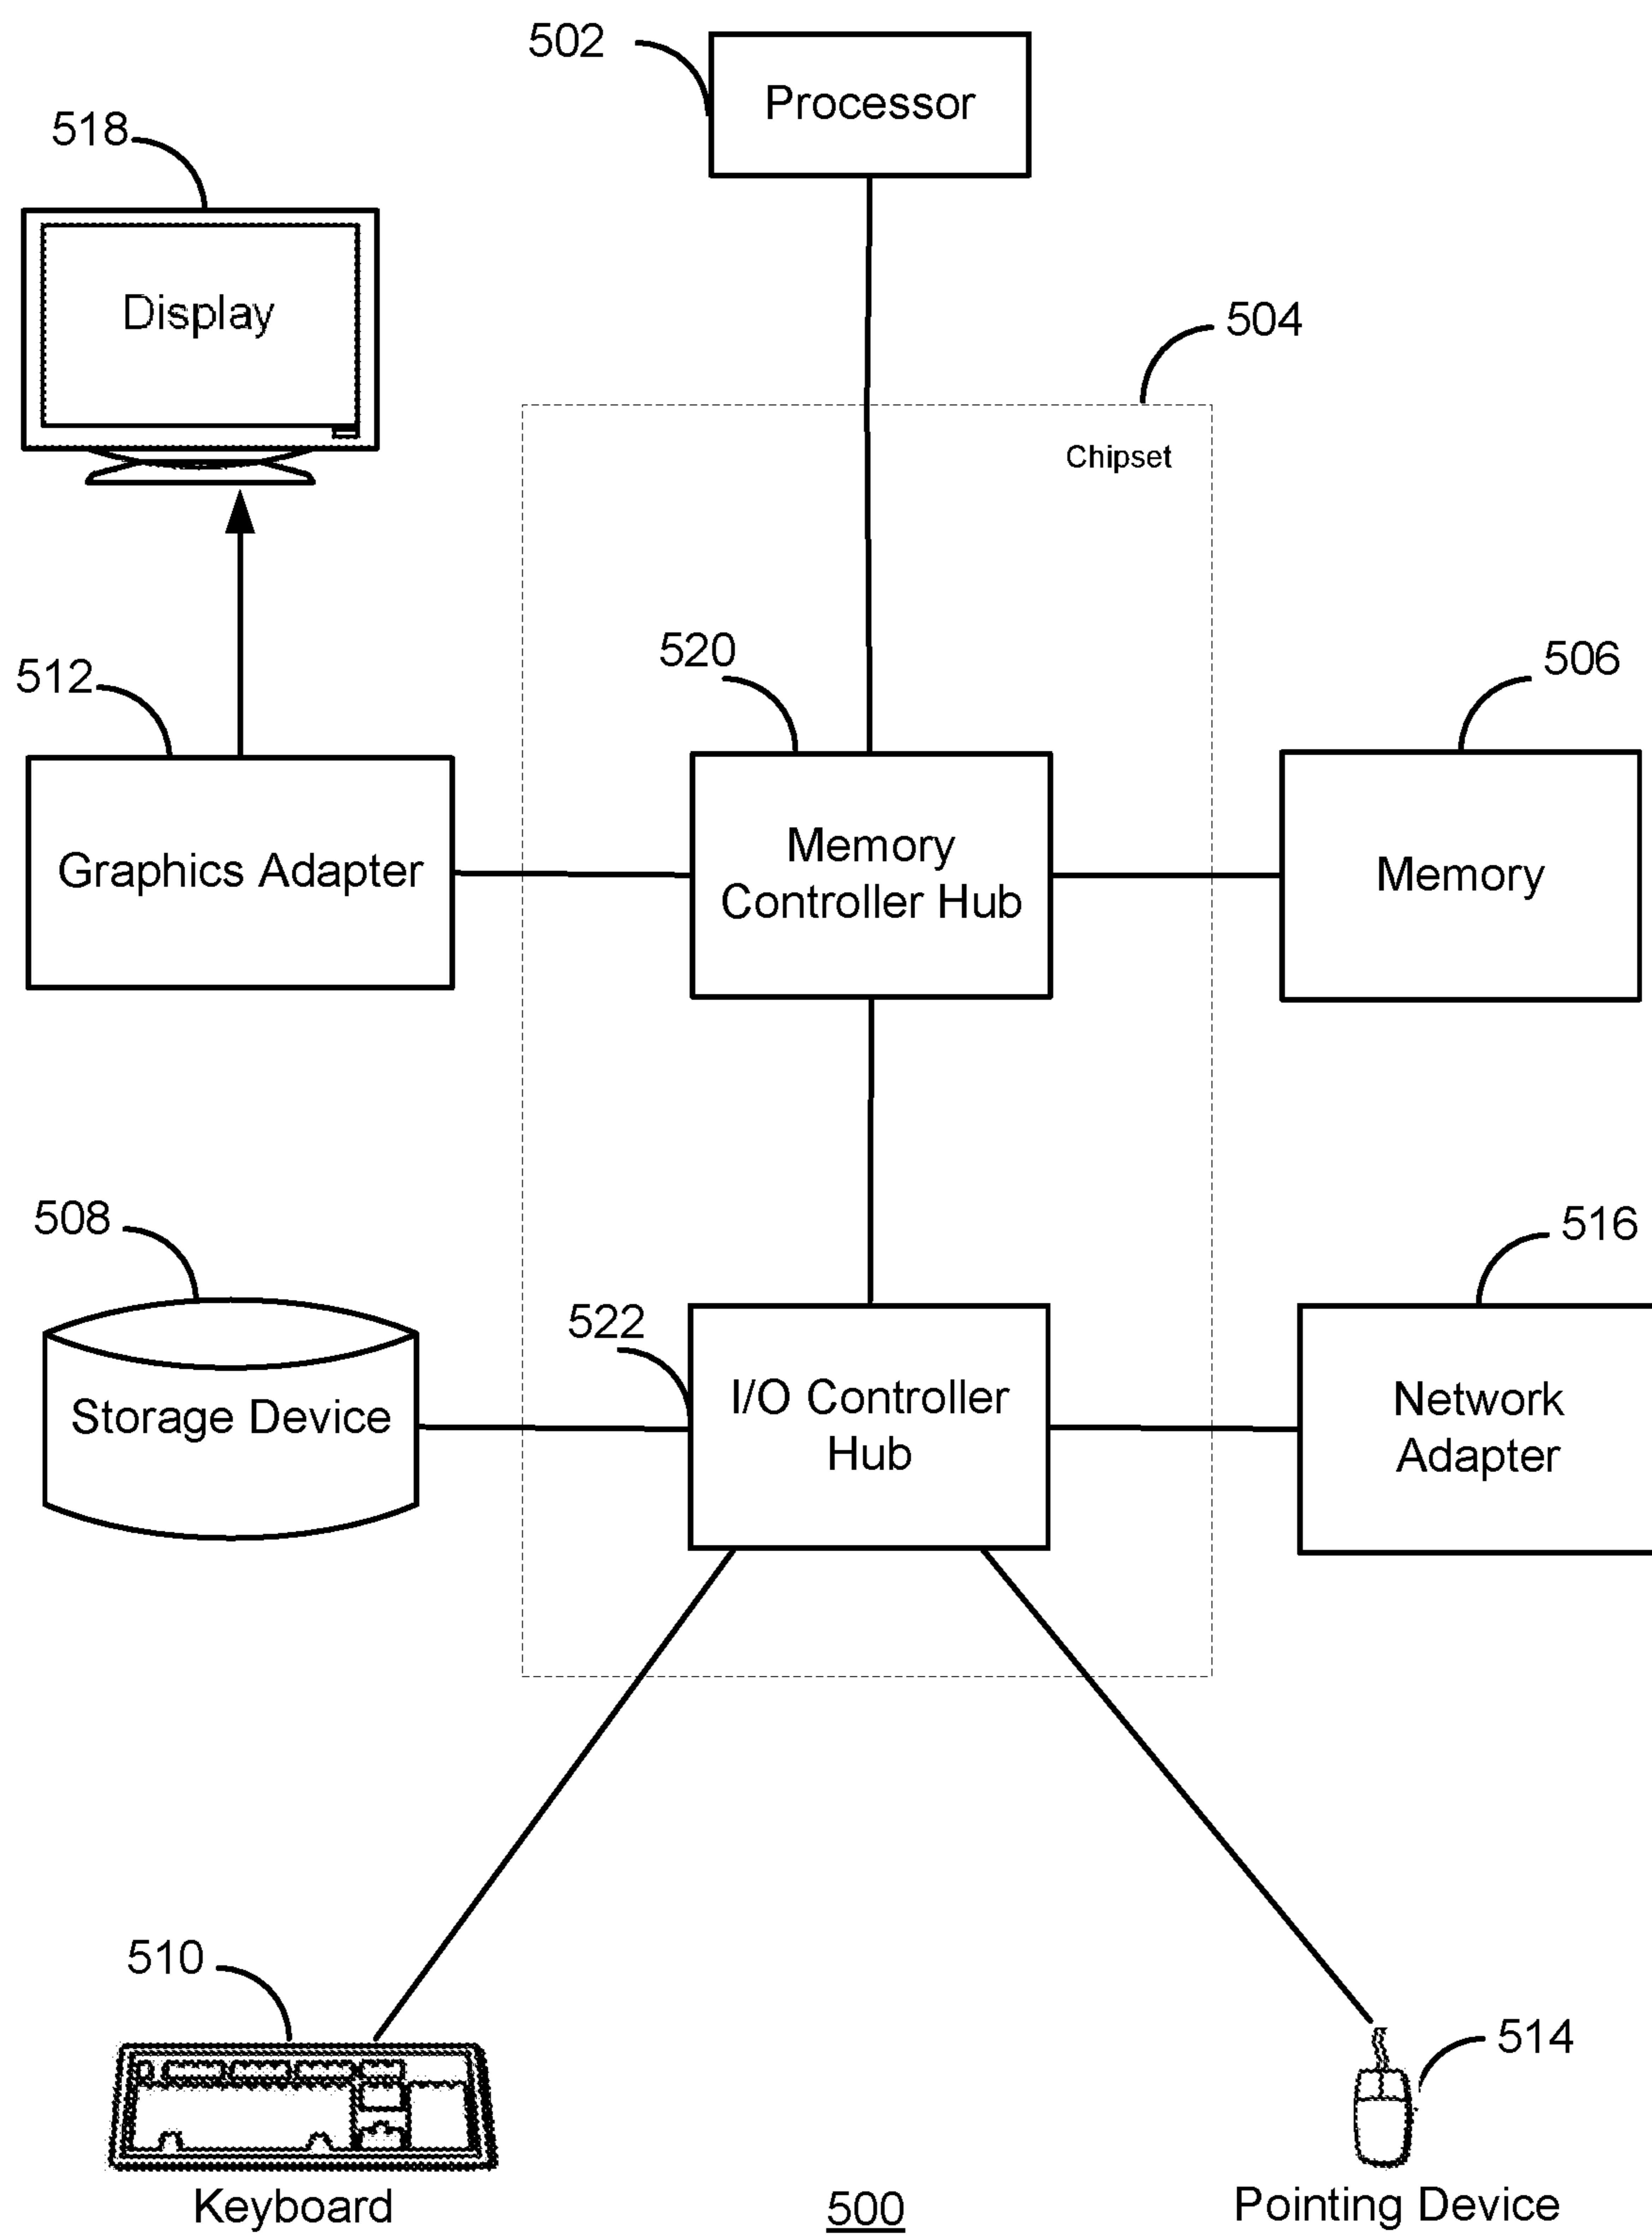 502
Processor
518
Display
504
Chipset
520
506
512
Memory
Controller Hub
Graphics Adapter
Memory
508
516
522
I/O Controller
Hub
Storage Device
Network
Adapter
510
514
Keyboard
500
Pointing Device